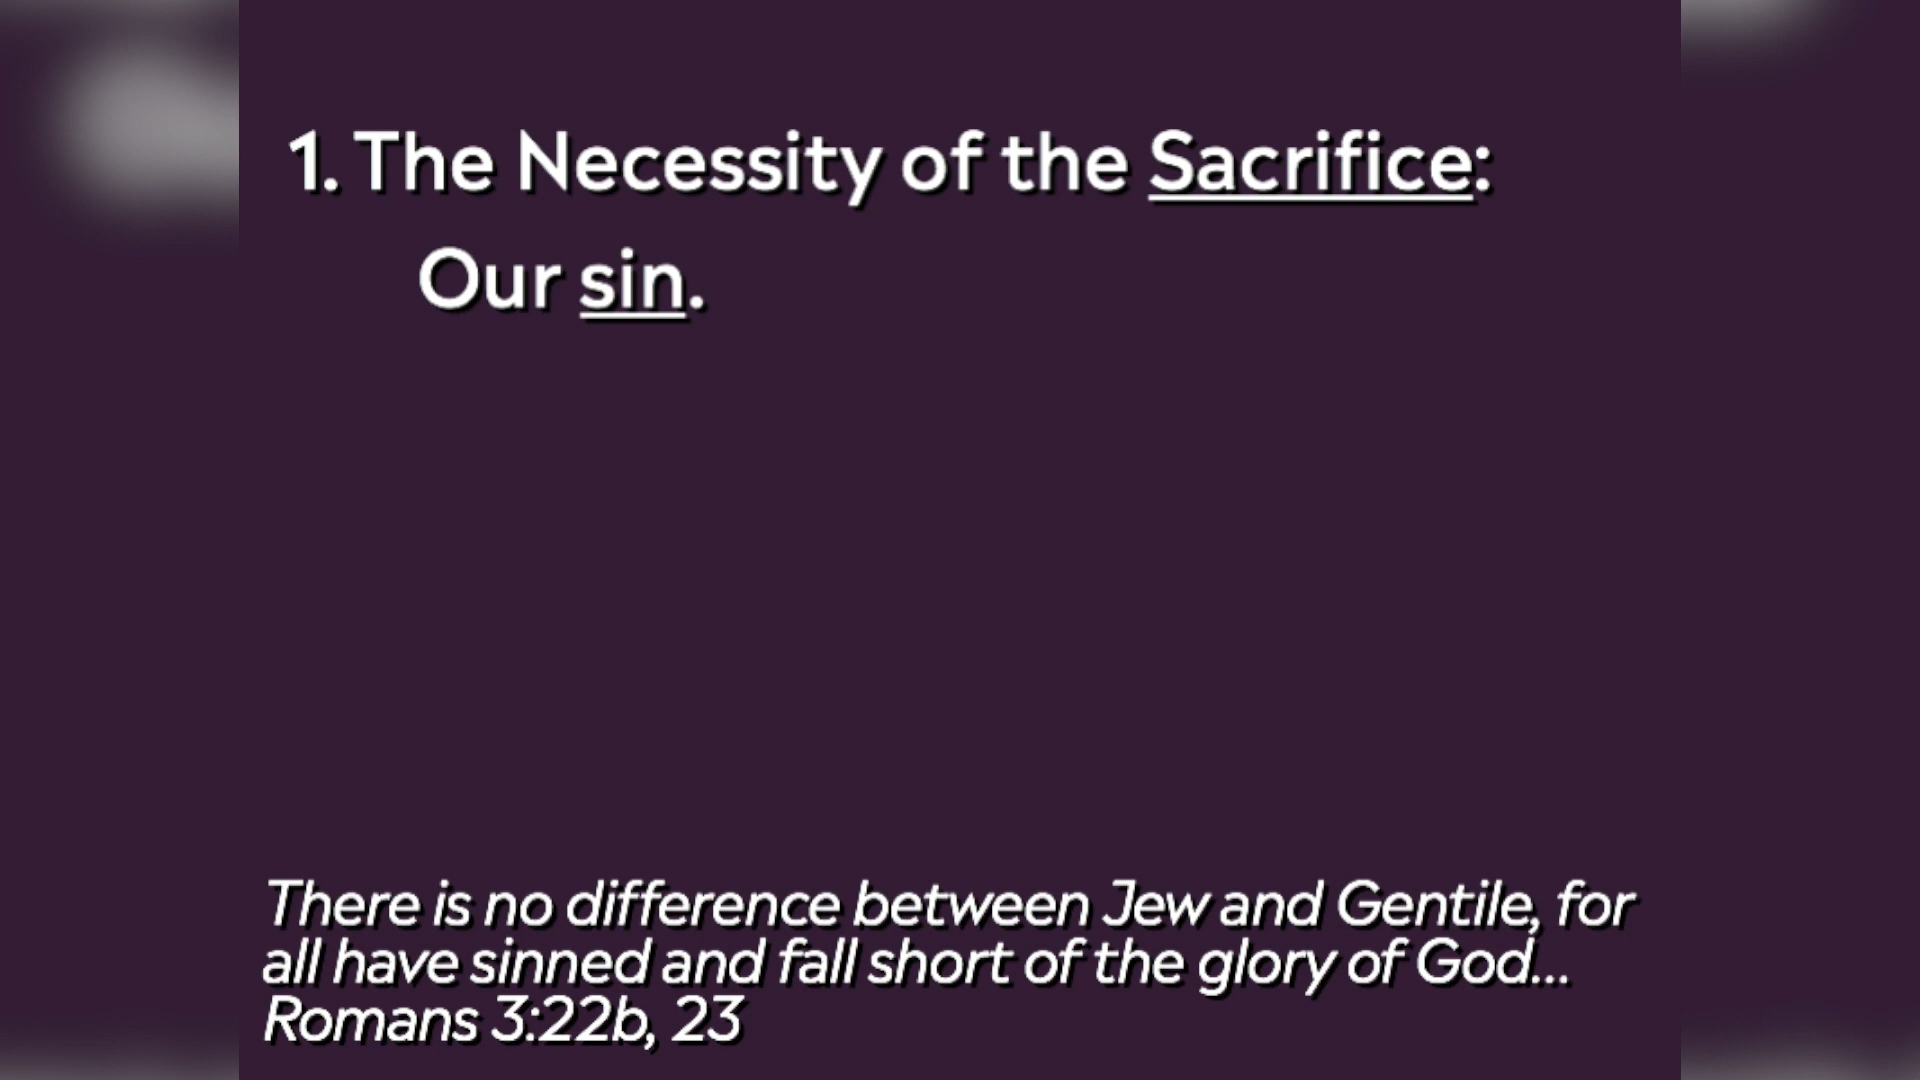 1. The Necessity of the Sacrifice:
Our sin.
There is no difference between Jew and Gentile, for
all have sinned and fall short of the glory of God...
Romans 3:22b, 23